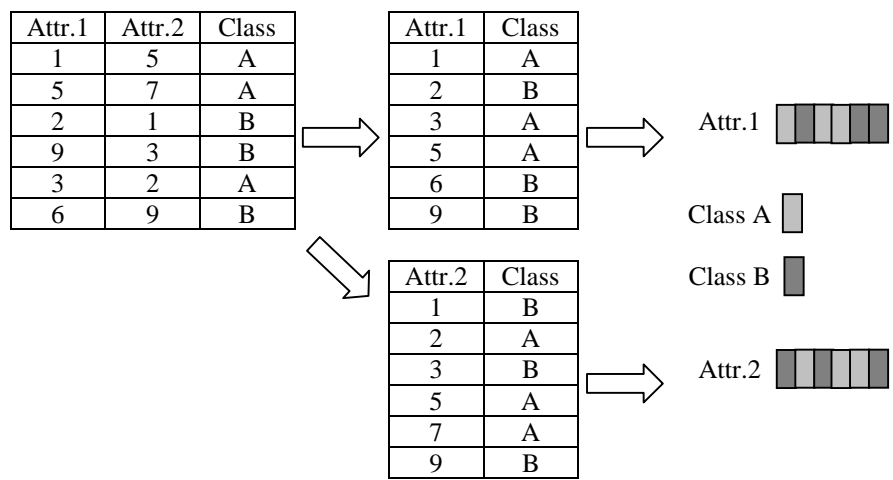 Attr.1 Attr.2 Class
1 5 A
5 7 A
2 1 B
9 3 B
3 2 A
6 9 B
Attr.1 Class
1 A
2 B
3 A
5 A
6 B
9 B
Attr.1
Class A
Class B
Attr.2 Class
1 B
2 A
3 B
5 A
7 A
9 B
Attr.2